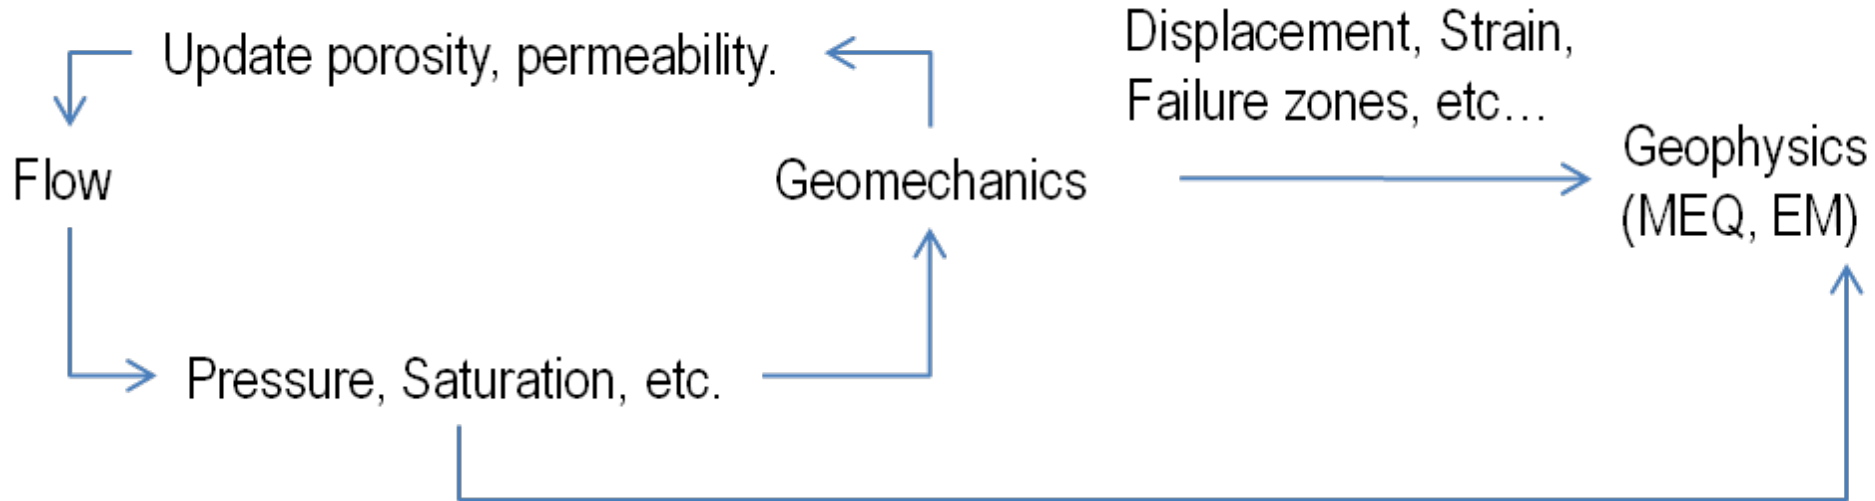 Update porosity, permeability.
Displacement, Strain,
Failure zones, etc…
Flow
Geomechanics
Geophysics
(MEQ, EM)
Pressure, Saturation, etc.